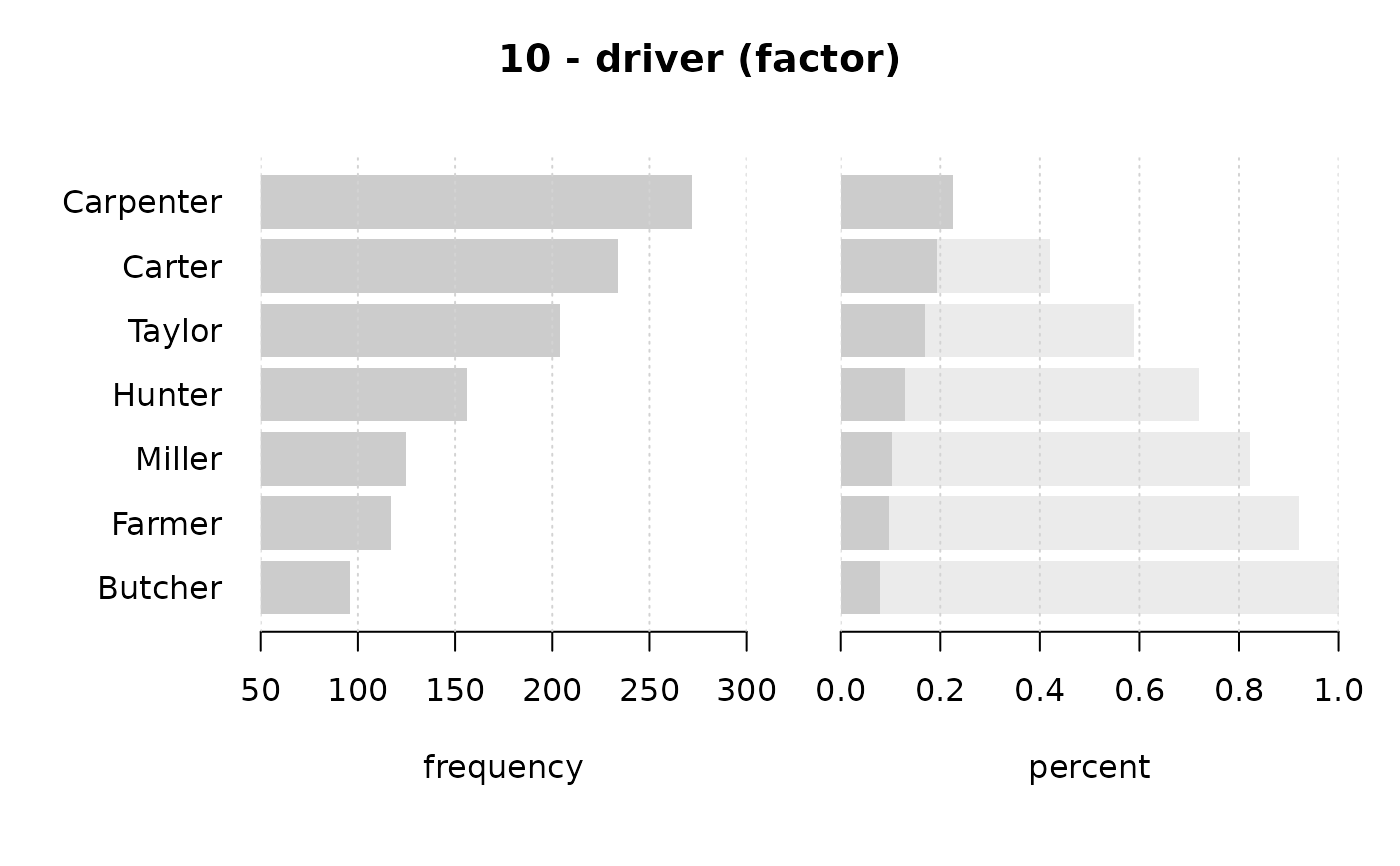 10 - driver (factor)
Carpenter
Carter
Taylor
Hunter
Miller
Farmer
Butcher
50 100 150 200 250 300 0.0 0.2 0.4 0.6 0.8 1.0
frequency percent